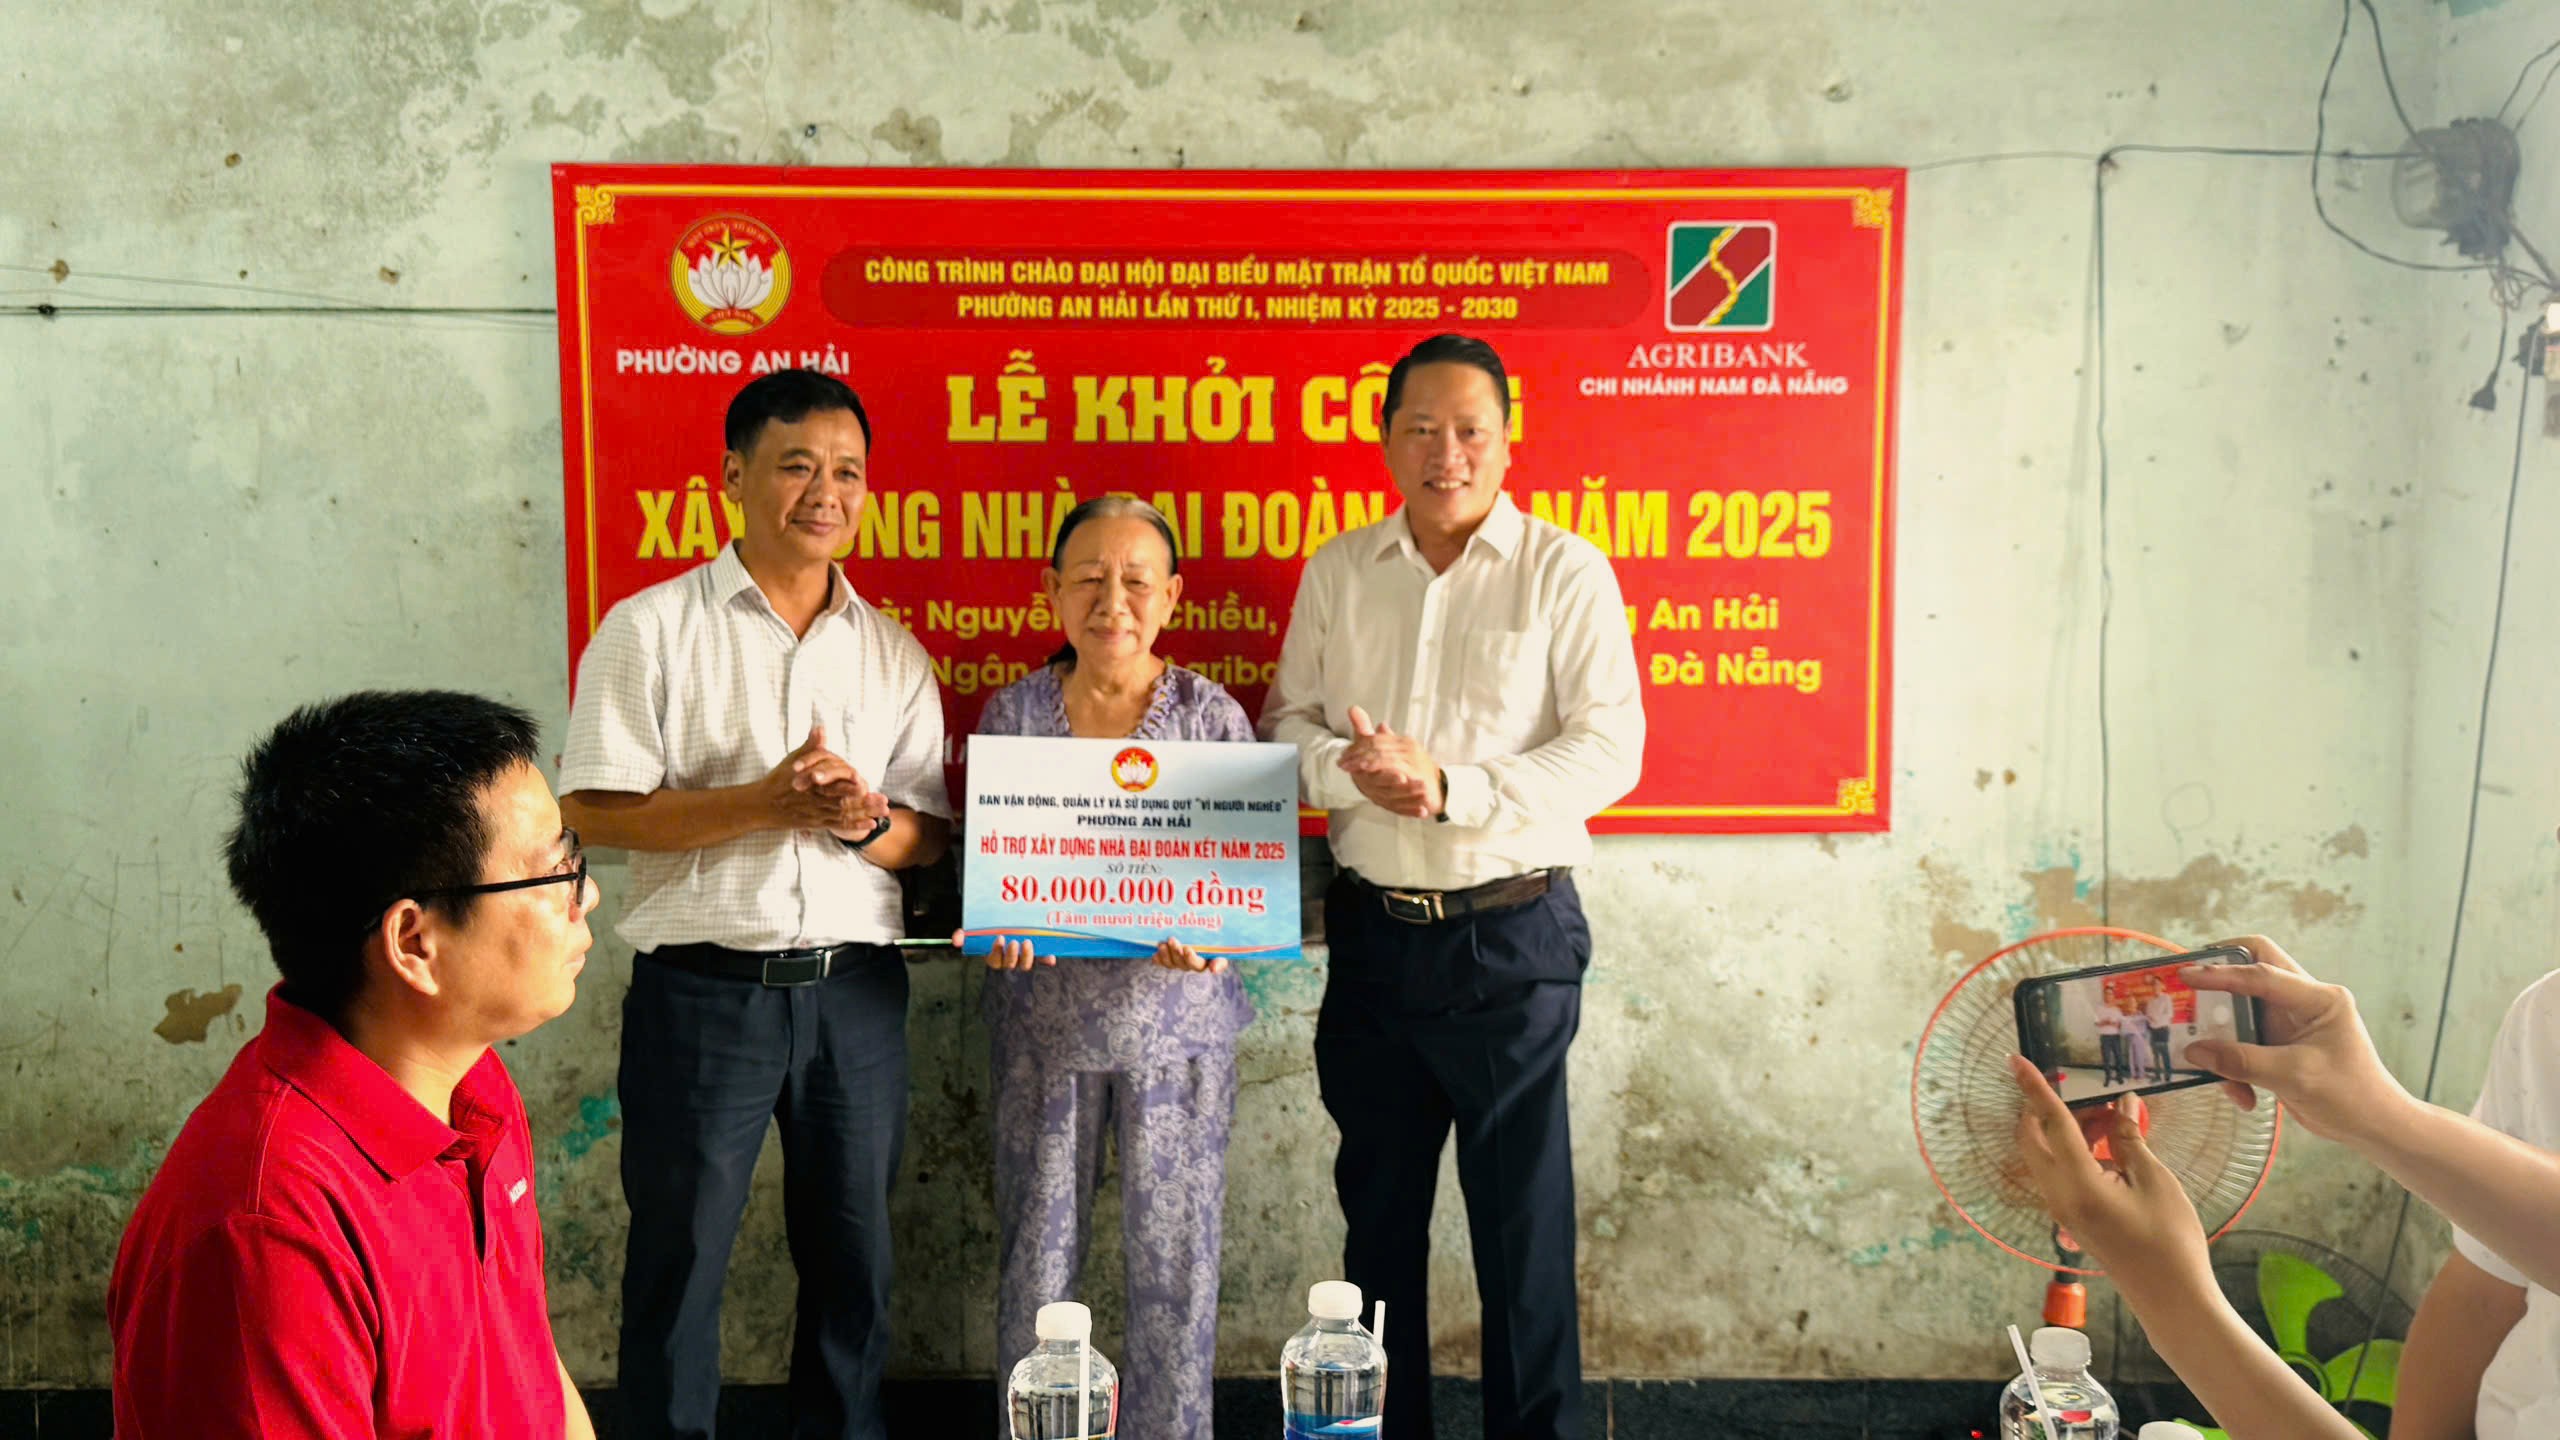 CÔNG TRÌNH CHÀO ĐẠI HỘI ĐẠI BIỂU MẶT TRẬN TỔ QUỐC VIỆT NAM
PHƯỜNG AN HẢI LẦN THỨ I, NHIỆM KỲ 2025 - 2030
VIỆT NAM
PHƯỜNG AN HẢI
AGRIBANK
CHI NHÁNH NAM ĐÀ NẴNG
LỄ KHỞI
NHÀ ĐOÀN NĂM 2025
Nguyễn Chiều, An Hải
Ngân Đà Nẵng
BAN VẬN ĐỘNG, QUẢN LÝ VÀ SỬ DỤNG QUỸ "VÌ NGƯỜI NGHÈO"
PHƯỜNG AN HẢI
HỖ TRỢ XÂY DỰNG NHÀ ĐẠI ĐOÀN KẾT NĂM 2025
SỐ TIỀN:
80.000.000 đồng
(Tám mươi triệu đồng)